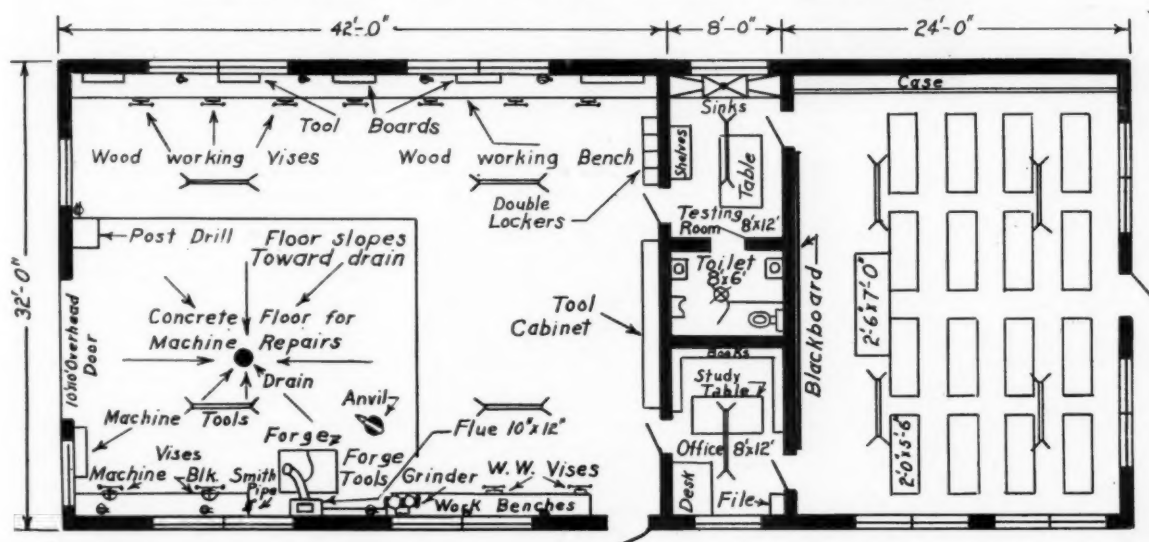 42'-0"
8'-0"
24'-0"
32'-0"
Case
Sinks
Tool Boards
Wood working Vises
Wood working Bench
Shelves
Table
Double
Lockers
Testing
Room 8'x12'
Post Drill
Floor slopes
Toward drain
Toilet
8'x6'
Concrete Floor for
Machine Repairs
Drain
Tool
Cabinet
Blackboard
2'-6"x7'-0"
10'x10' Overhead
Door
Books
Study
Table
Machine Tools
Anvil
Flue 10"x12"
Forge
Forge
Tools
Office 8'x12'
2'-0"x5'-6"
Vises
Machine Blk. Smith
Pipe
Grinder
W.W. Vises
Work Benches
Desk
File